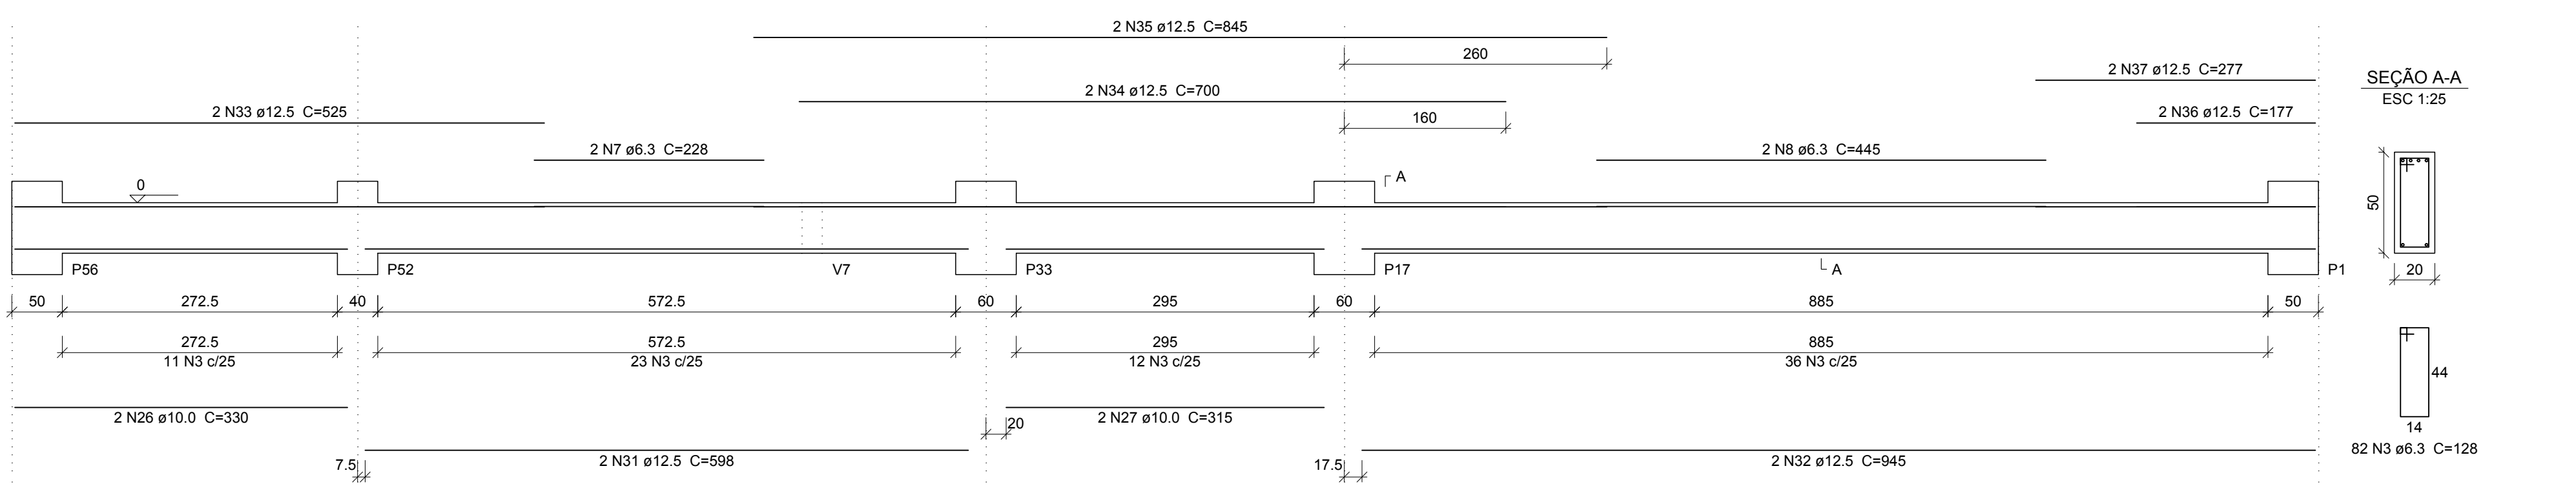 2 N35 ø12.5 C=845
260
2 N37 ø12.5 C=277
SEÇÃO A-A
ESC 1:25
2 N34 ø12.5 C=700
2 N33 ø12.5 C=525
160
2 N36 ø12.5 C=177
2 N7 ø6.3 C=228
2 N8 ø6.3 C=445
0
A
50
P56
P52
V7
P33
P17
A
P1
20
50
272.5
40
572.5
60
295
60
885
50
272.5
572.5
295
885
11 N3 c/25
23 N3 c/25
12 N3 c/25
36 N3 c/25
44
14
2 N26 ø10.0 C=330
20
2 N27 ø10.0 C=315
82 N3 ø6.3 C=128
7.5
2 N31 ø12.5 C=598
17.5
2 N32 ø12.5 C=945